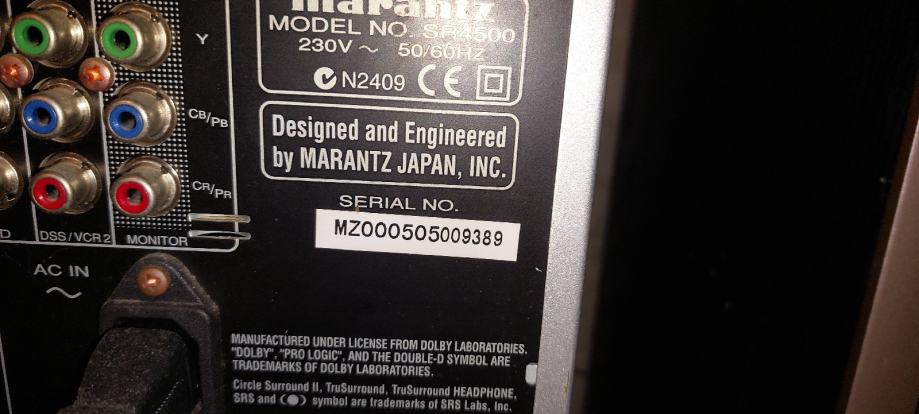 marantz
MODEL NO. SR4500
230V ~ 50/60HZ
N2409 CE
Designed and Engineered
by MARANTZ JAPAN, INC.
SERIAL NO.
MZ000505009389
Y
CB/PB
CR/PR
D
DSS/VCR 2
MONITOR
AC IN
~
MANUFACTURED UNDER LICENSE FROM DOLBY LABORATORIES.
"DOLBY", "PRO LOGIC", AND THE DOUBLE-D SYMBOL ARE
TRADEMARKS OF DOLBY LABORATORIES.
Circle Surround II, TruSurround, TruSurround HEADPHONE,
SRS and (●) symbol are trademarks of SRS Labs, Inc.